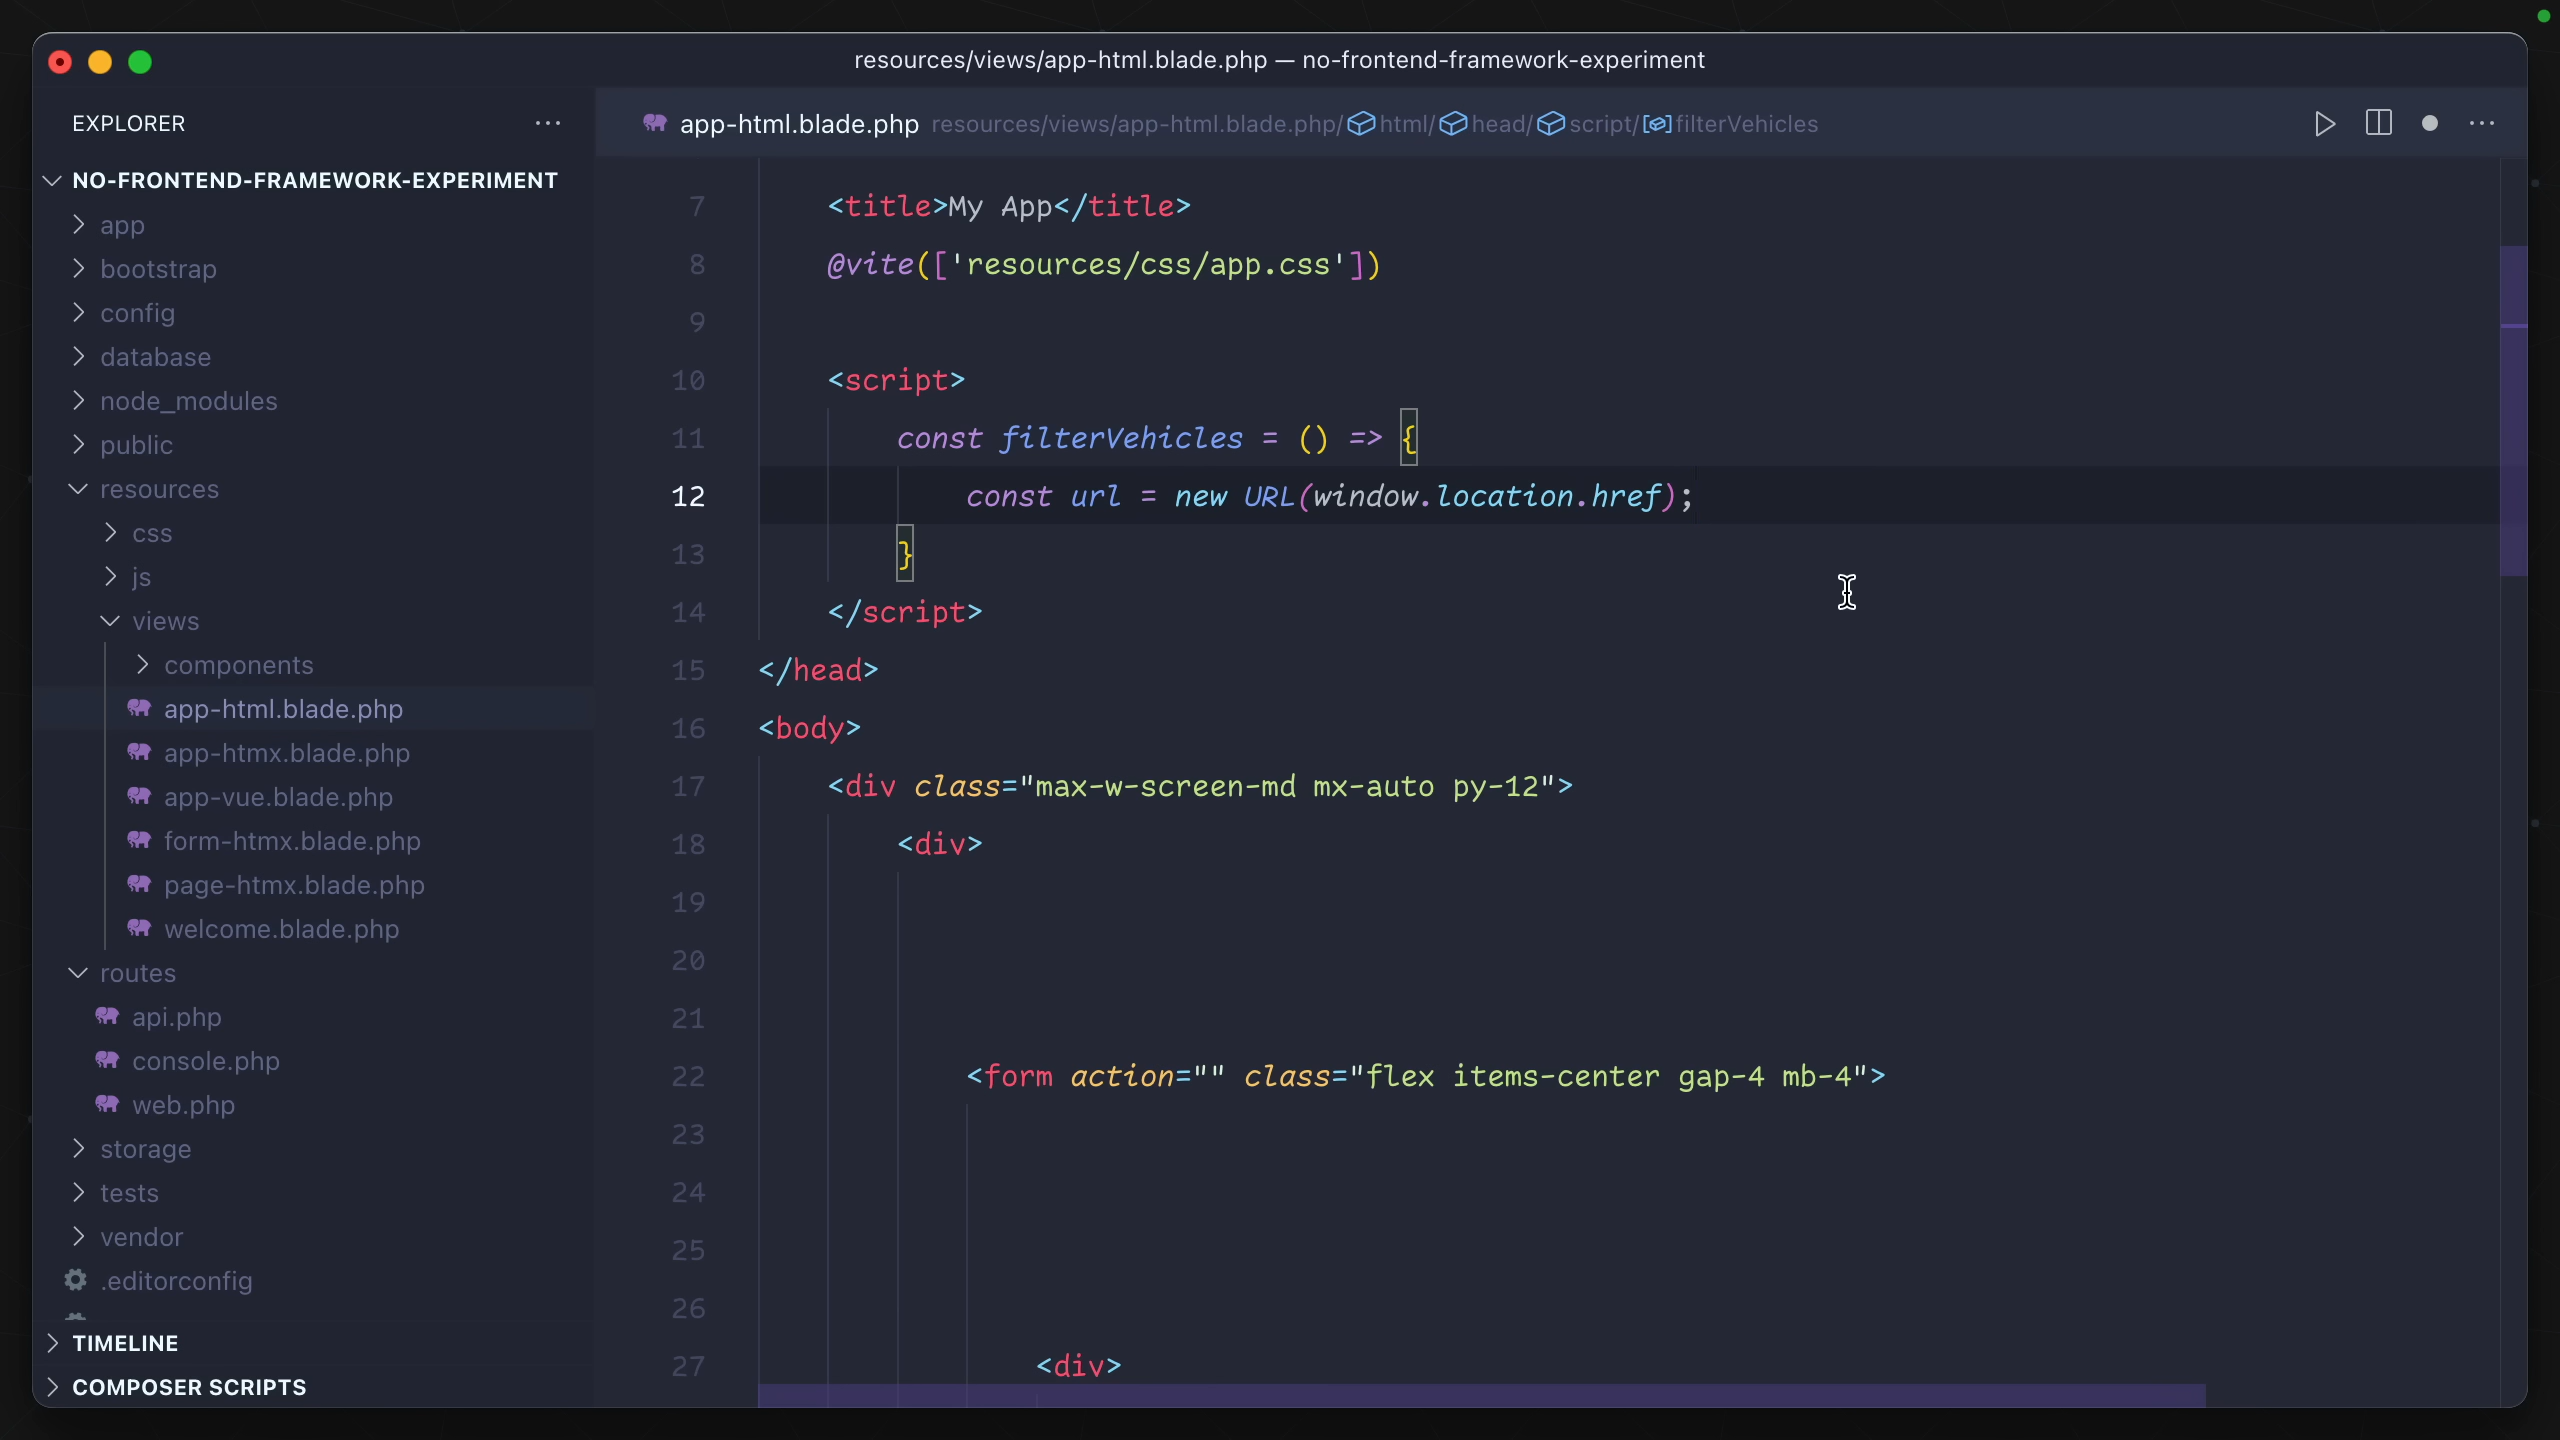 resources/views/app-html.blade.php — no-frontend-framework-experiment
EXPLORER
NO-FRONTEND-FRAMEWORK-EXPERIMENT
app
bootstrap
config
database
node_modules
public
resources
css
js
views
components
app-html.blade.php
app-htmx.blade.php
app-vue.blade.php
form-htmx.blade.php
page-htmx.blade.php
welcome.blade.php
routes
api.php
console.php
web.php
storage
tests
vendor
.editorconfig
TIMELINE
COMPOSER SCRIPTS
app-html.blade.php resources/views/app-html.blade.php/html/head/script/filterVehicles
7 <title>My App</title>
8 @vite(['resources/css/app.css'])
9
10 <script>
11 const filterVehicles = () => {
12 const url = new URL(window.location.href);
13 }
14 </script>
15 </head>
16 <body>
17 <div class="max-w-screen-md mx-auto py-12">
18 <div>
19
20
21
22 <form action="" class="flex items-center gap-4 mb-4">
23
24
25
26
27 <div>